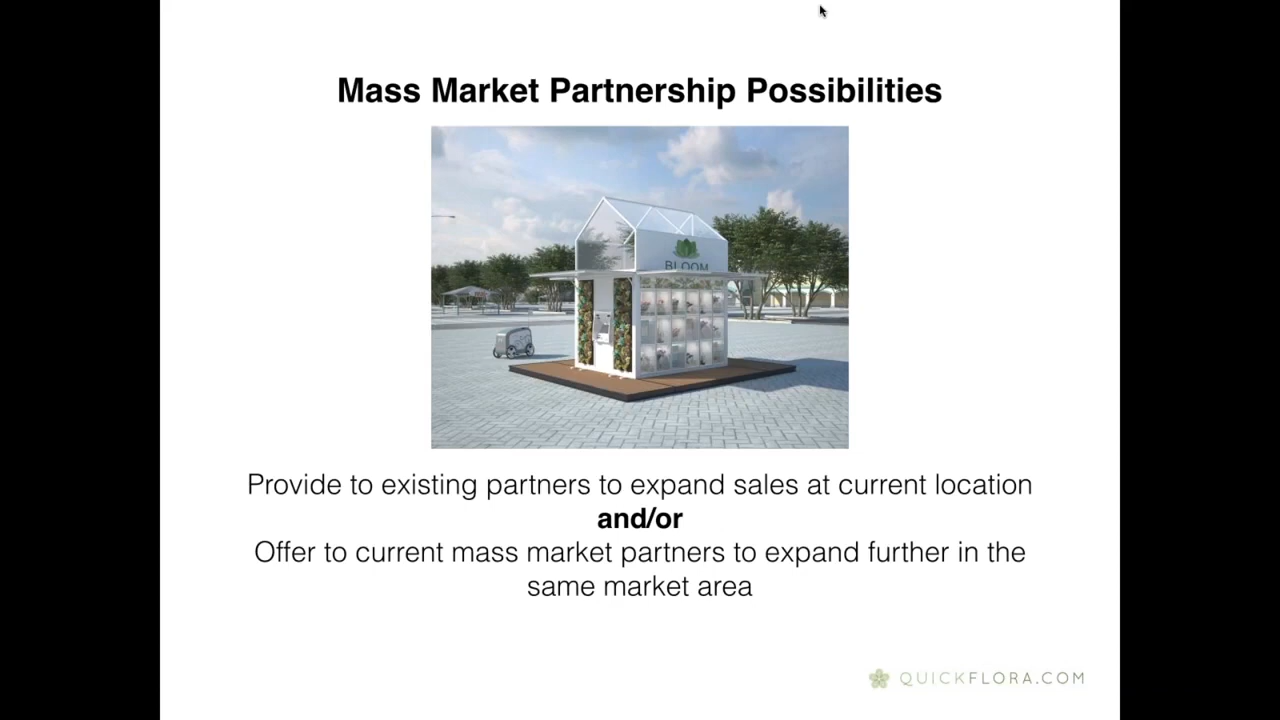 Mass Market Partnership Possibilities
BLOOM
Provide to existing partners to expand sales at current location
and/or
Offer to current mass market partners to expand further in the
same market area
QUICKFLORA.COM